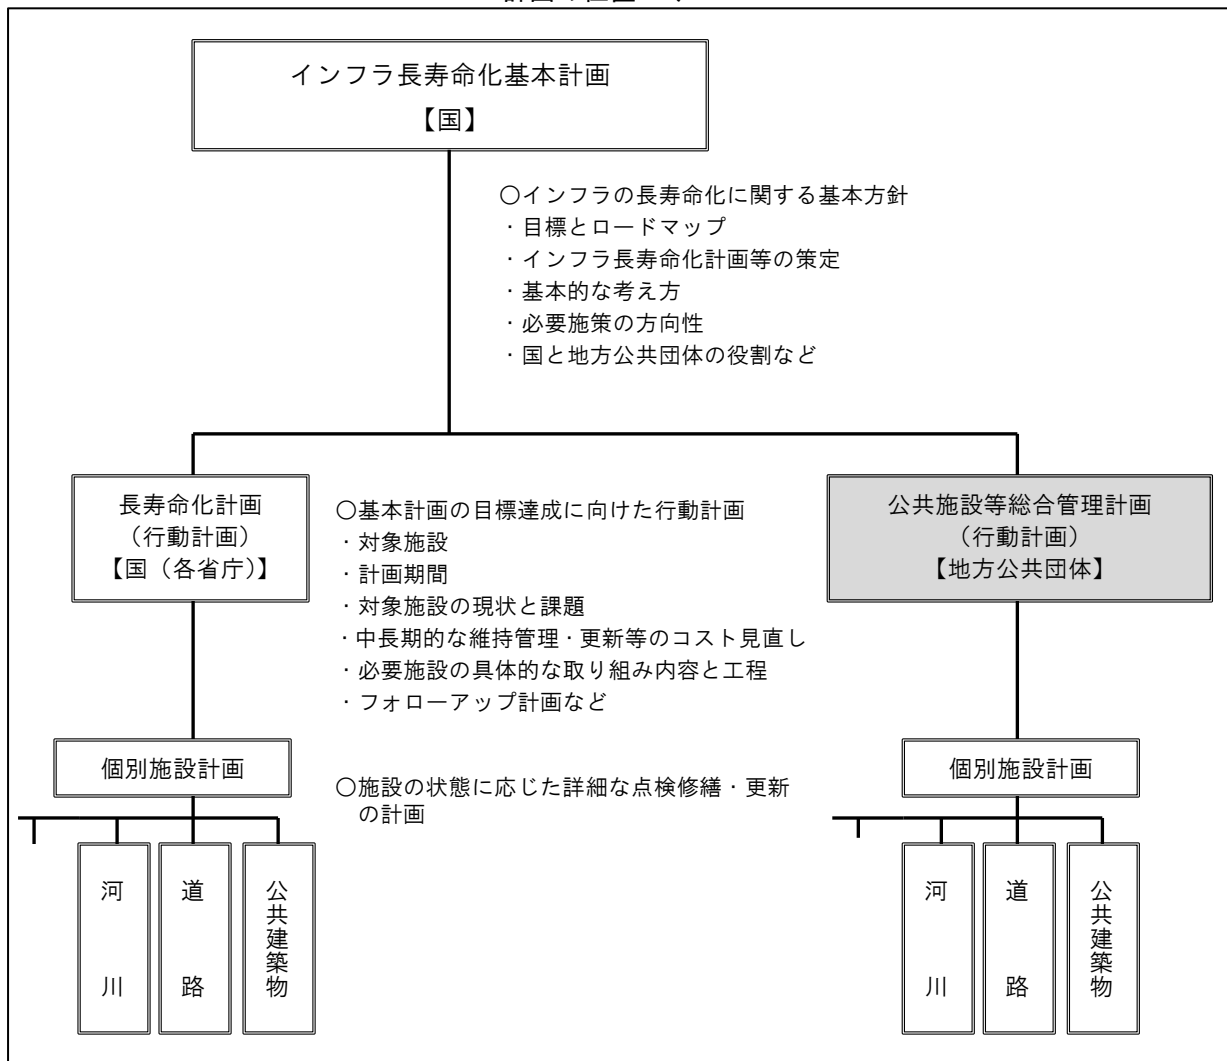 インフラ長寿命化基本計画
【国】
○インフラの長寿命化に関する基本方針
・目標とロードマップ
・インフラ長寿命化計画等の策定
・基本的な考え方
・必要施策の方向性
・国と地方公共団体の役割など
長寿命化計画
（行動計画）
【国（各省庁）】
○基本計画の目標達成に向けた行動計画
・対象施設
・計画期間
・対象施設の現状と課題
・中長期的な維持管理・更新等のコスト見直し
・必要施設の具体的な取り組み内容と工程
・フォローアップ計画など
公共施設等総合管理計画
（行動計画）
【地方公共団体】
個別施設計画
○施設の状態に応じた詳細な点検修繕・更新
の計画
個別施設計画
河川
道路
公共建築物
河川
道路
公共建築物